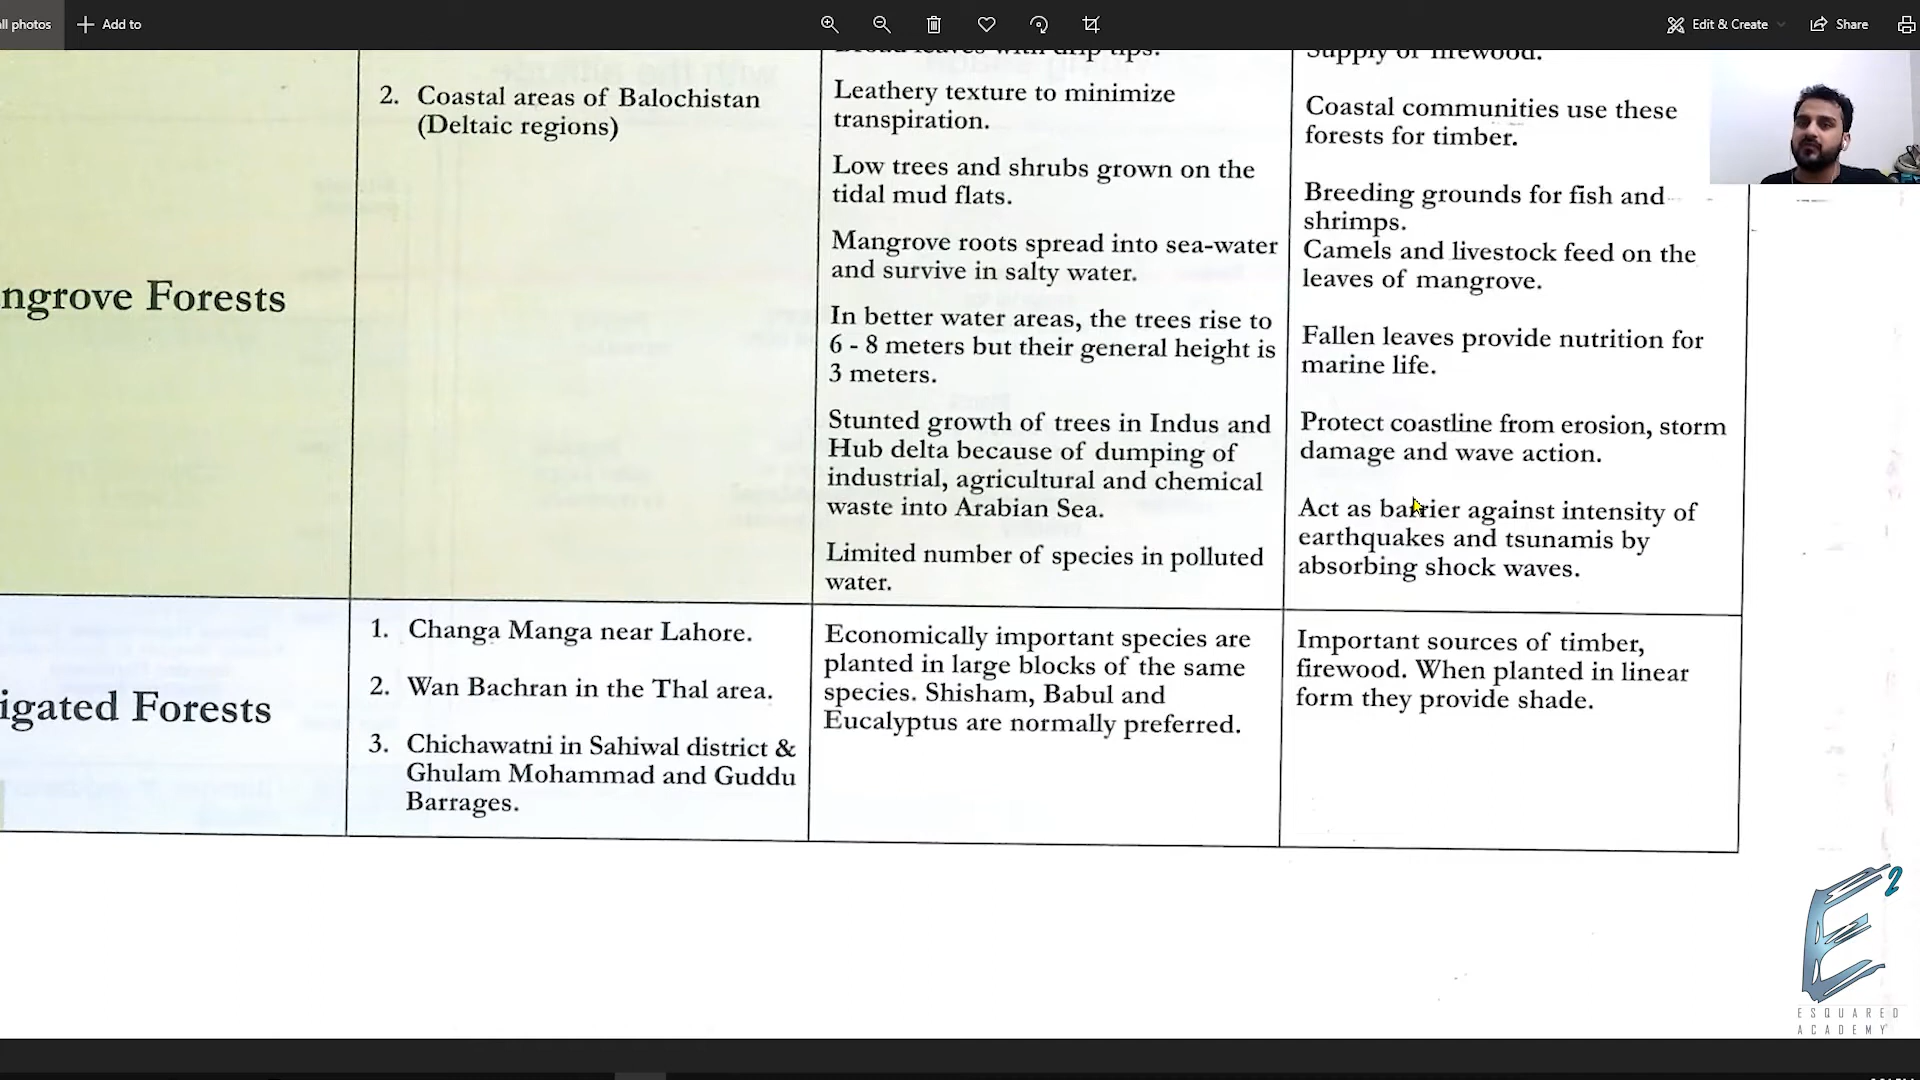 ll photos
Add to
Edit & Create
Share
Broad leaves with drip tips.
Supply of firewood.
2. Coastal areas of Balochistan
(Deltaic regions)
Leathery texture to minimize
transpiration.
Low trees and shrubs grown on the
tidal mud flats.
Mangrove roots spread into sea-water
and survive in salty water.
In better water areas, the trees rise to
6 - 8 meters but their general height is
3 meters.
Stunted growth of trees in Indus and
Hub delta because of dumping of
industrial, agricultural and chemical
waste into Arabian Sea.
Limited number of species in polluted
water.
Coastal communities use these
forests for timber.
Breeding grounds for fish and
shrimps.
Camels and livestock feed on the
leaves of mangrove.
Fallen leaves provide nutrition for
marine life.
Protect coastline from erosion, storm
damage and wave action.
Act as barrier against intensity of
earthquakes and tsunamis by
absorbing shock waves.
ngrove Forests
igated Forests
1. Changa Manga near Lahore.
2. Wan Bachran in the Thal area.
3. Chichawatni in Sahiwal district &
Ghulam Mohammad and Guddu
Barrages.
Economically important species are
planted in large blocks of the same
species. Shisham, Babul and
Eucalyptus are normally preferred.
Important sources of timber,
firewood. When planted in linear
form they provide shade.
E2
ESQUARED
ACADEMY